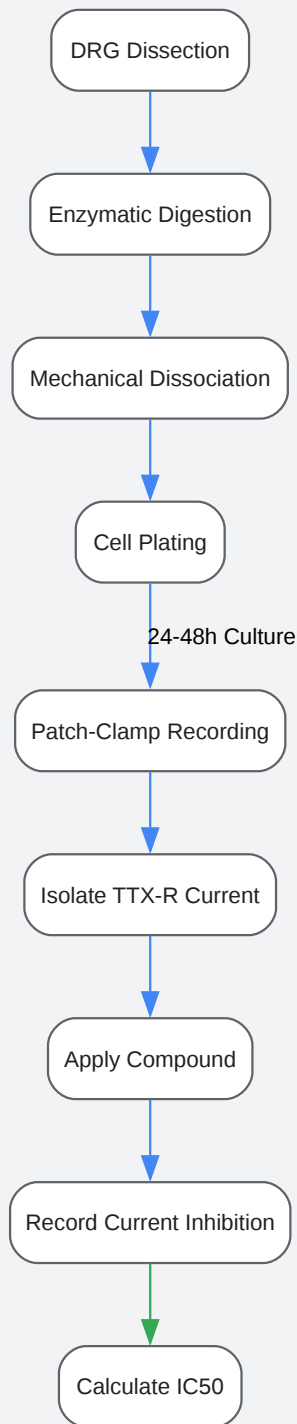 DRG Dissection
Enzymatic Digestion
Mechanical Dissociation
Cell Plating
24-48h Culture
Patch-Clamp Recording
Isolate TTX-R Current
Apply Compound
Record Current Inhibition
Calculate IC50